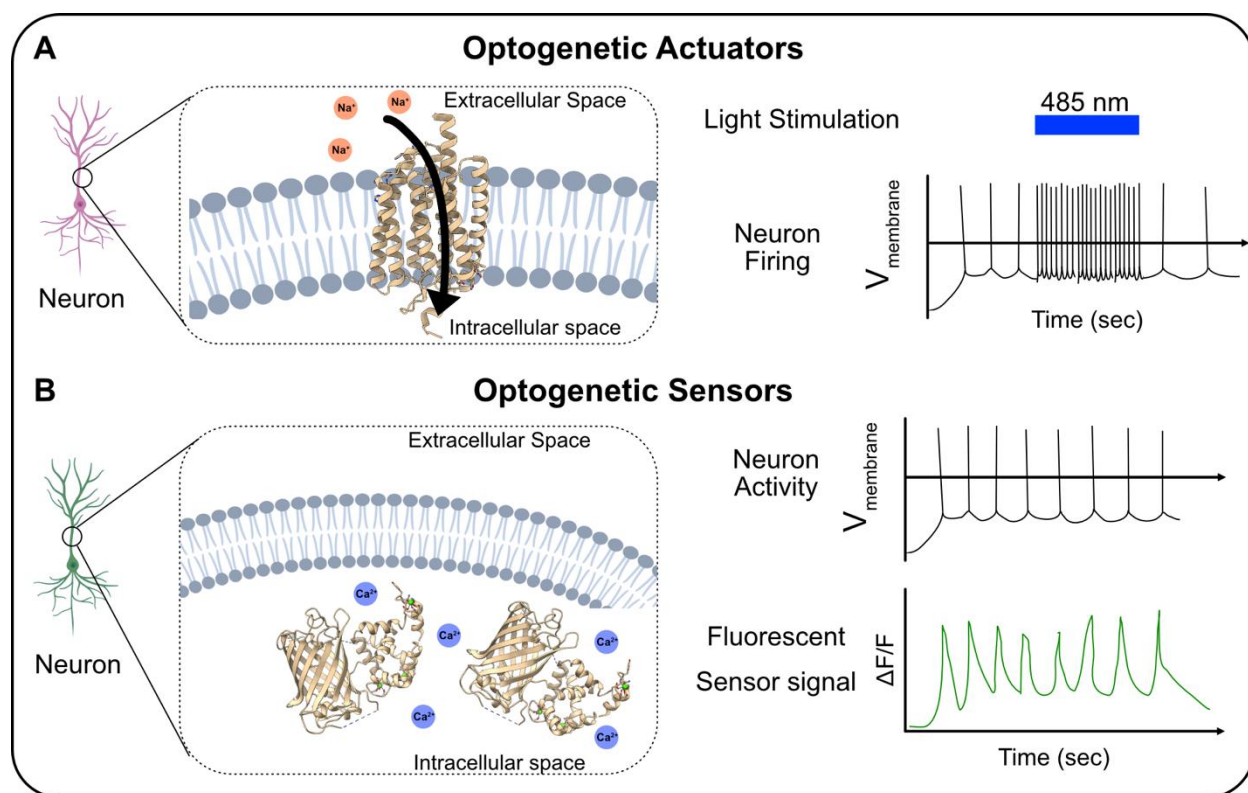 A
Optogenetic Actuators
Na⁺
Na⁺
Na⁺
Extracellular Space
Intracellular space
Neuron
Light Stimulation
485 nm
Neuron
Firing
V membrane
Time (sec)
B
Optogenetic Sensors
Extracellular Space
Ca²⁺
Ca²⁺
Ca²⁺
Ca²⁺
Ca²⁺
Intracellular space
Neuron
Neuron
Activity
V membrane
Fluorescent
Sensor signal
ΔF/F
Time (sec)